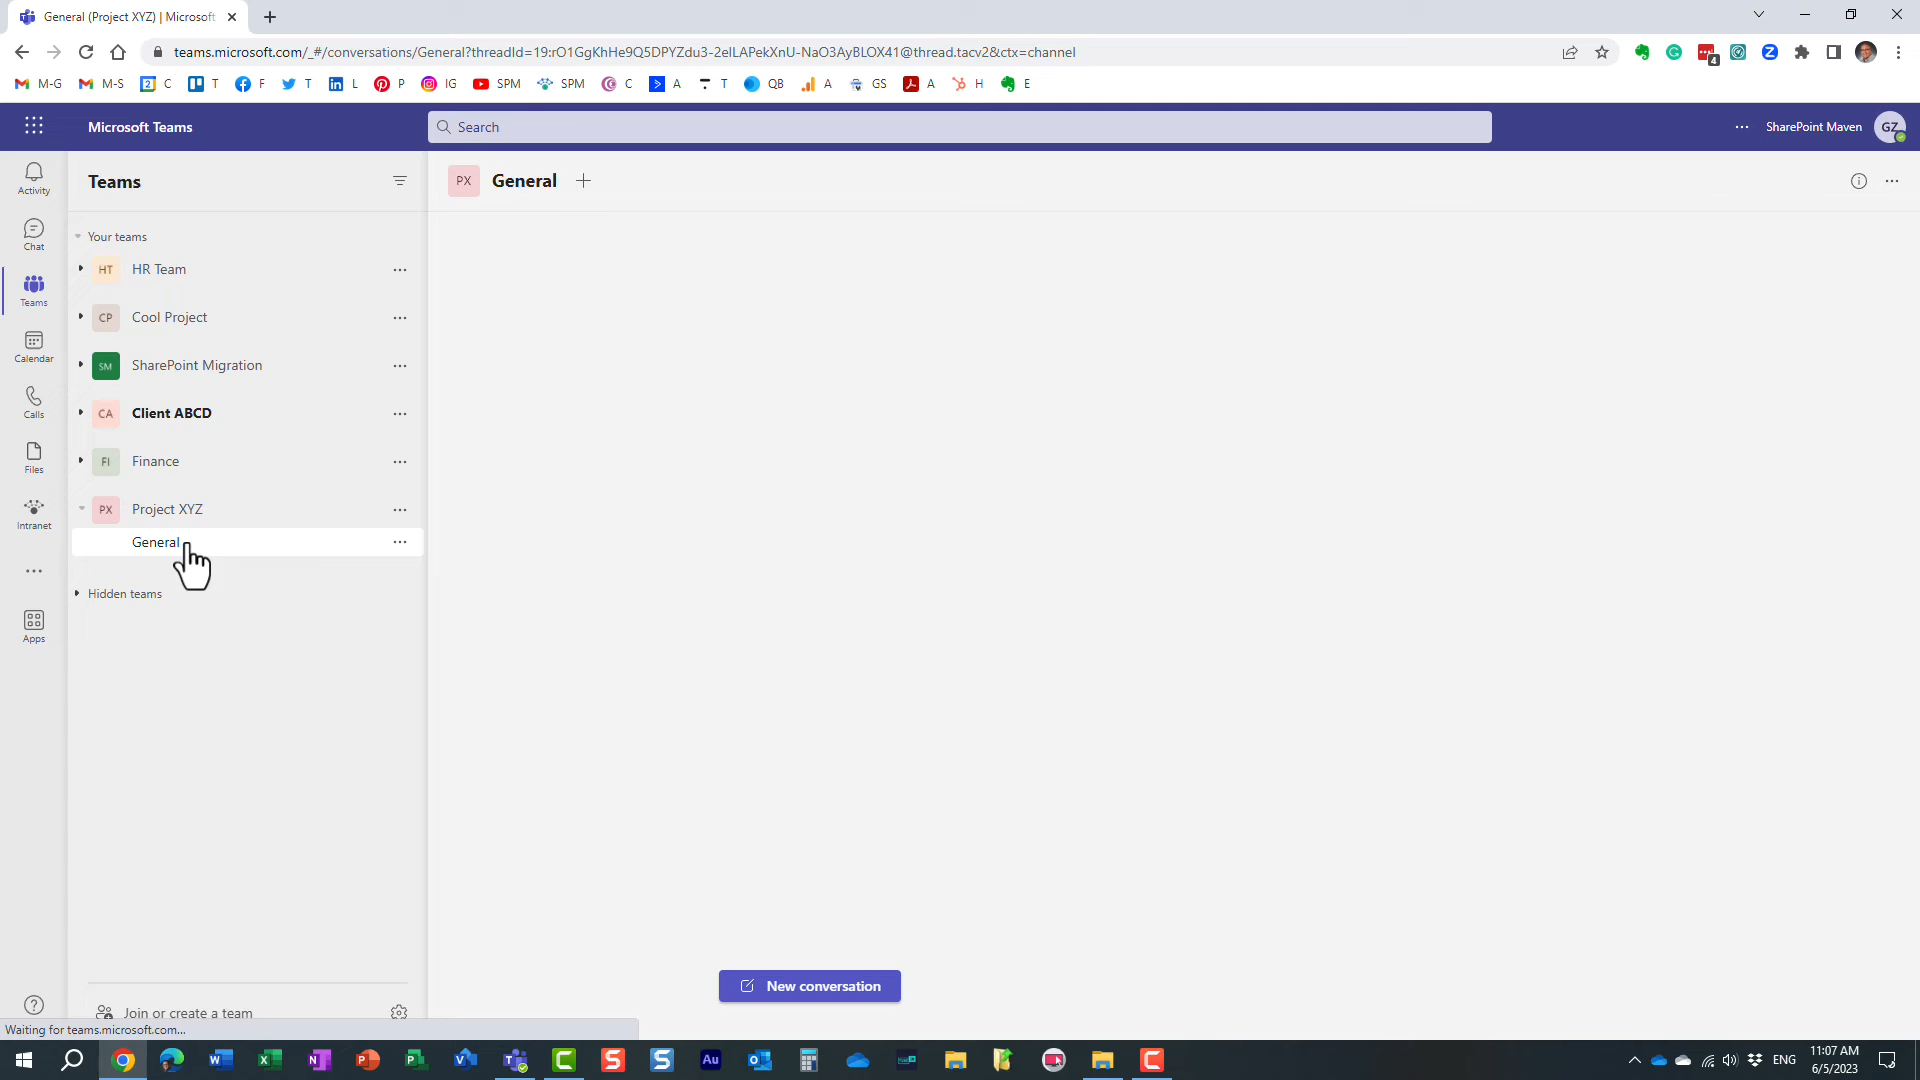 General (Project XYZ) | Microsoft
teams.microsoft.com/_#/conversations/General?threadId=19:rO1GgKhHe9Q5DPYZdu3-2elLAPekXnU-NaO3AyBLOX41@thread.tacv2&ctx=channel
4
M-G M-S C T F T L P IG SPM SPM C A T QB A GS A H E
Microsoft Teams
Search
SharePoint Maven
GZ
Activity
Chat
Teams
Calendar
Calls
Files
Intranet
Apps
Teams
Your teams
HT HR Team
CP Cool Project
SM SharePoint Migration
CA Client ABCD
FI Finance
PX Project XYZ
General
Hidden teams
Join or create a team
PX General
New conversation
Waiting for teams.microsoft.com...
ENG
11:07 AM
6/5/2023